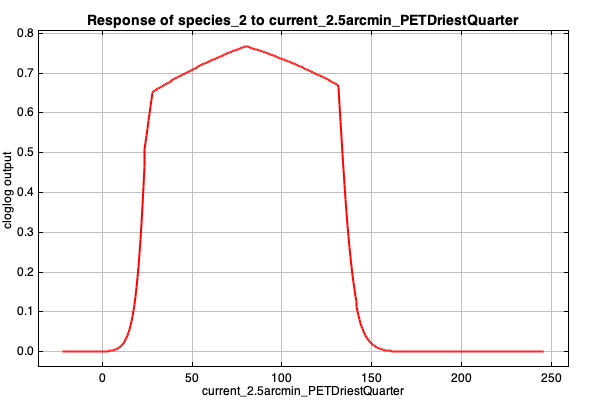 Response of species_2 to current_2.5arcmin_PETDriestQuarter
0.8
0.7
0.6
0.5
0.4
0.3
0.2
0.1
0.0
cloglog output
0 50 100 150 200 250
current_2.5arcmin_PETDriestQuarter